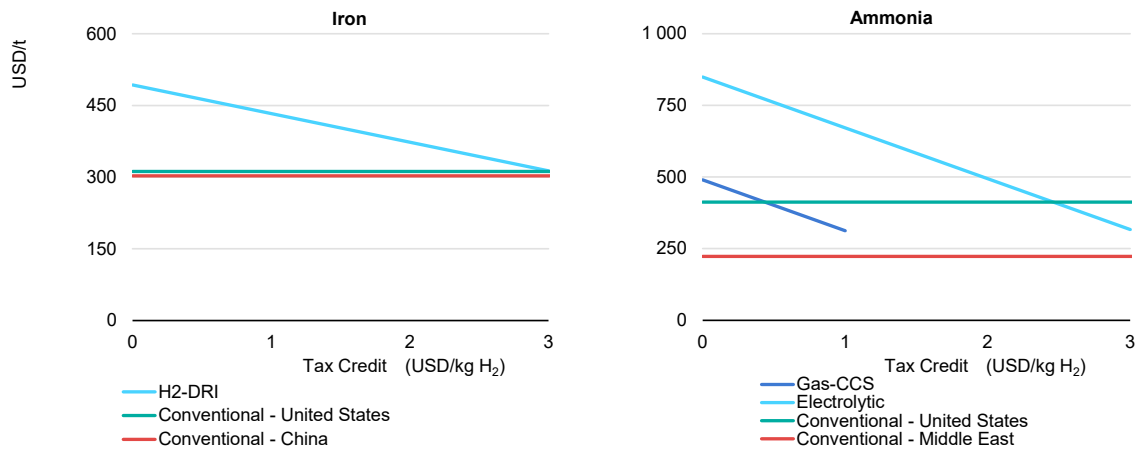 Iron
USD/t
600
450
300
150
0
0 1 2 3
Tax Credit (USD/kg H₂)
H2-DRI
Conventional - United States
Conventional - China
Ammonia
1 000
750
500
250
0
0 1 2 3
Tax Credit (USD/kg H₂)
Gas-CCS
Electrolytic
Conventional - United States
Conventional - Middle East